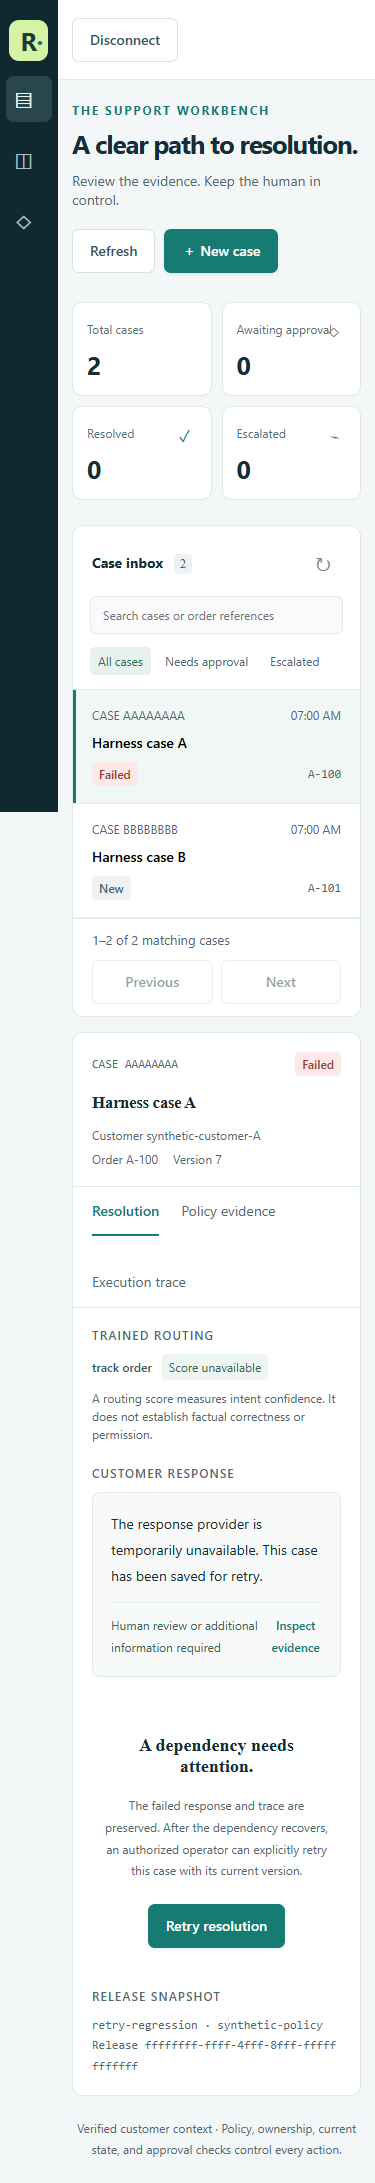 R
Disconnect
THE SUPPORT WORKBENCH
A clear path to resolution.
Review the evidence. Keep the human in
control.
Refresh
+ New case
Total cases
2
Awaiting approval
0
Resolved
0
Escalated
0
Case inbox 2
Search cases or order references
All cases
Needs approval
Escalated
CASE AAAAAAAA 07:00 AM
Harness case A
Failed A-100
CASE BBBBBBBB 07:00 AM
Harness case B
New A-101
1–2 of 2 matching cases
Previous
Next
CASE AAAAAAAA Failed
Harness case A
Customer synthetic-customer-A
Order A-100 Version 7
Resolution
Policy evidence
Execution trace
TRAINED ROUTING
track order Score unavailable
A routing score measures intent confidence. It
does not establish factual correctness or
permission.
CUSTOMER RESPONSE
The response provider is
temporarily unavailable. This case
has been saved for retry.
Human review or additional
information required
Inspect
evidence
A dependency needs
attention.
The failed response and trace are
preserved. After the dependency recovers,
an authorized operator can explicitly retry
this case with its current version.
Retry resolution
RELEASE SNAPSHOT
retry-regression · synthetic-policy
Release ffffffff-ffff-4fff-8fff-fffff
fffffff
Verified customer context · Policy, ownership, current
state, and approval checks control every action.